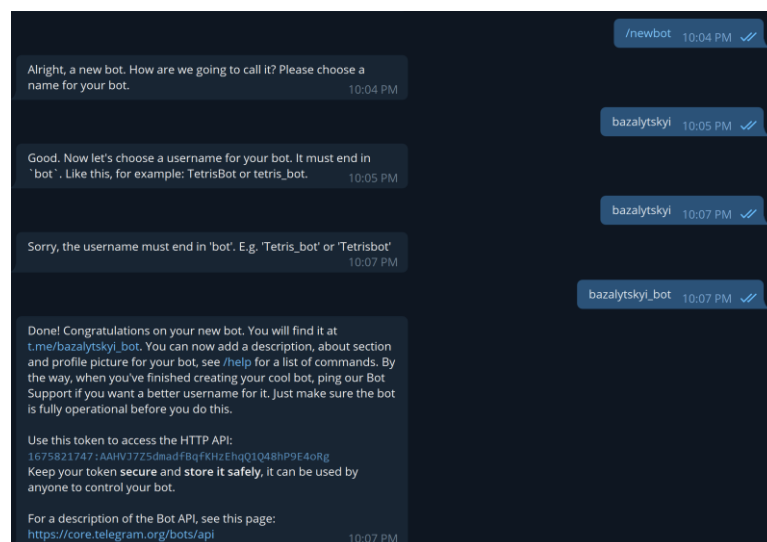 /newbot 10:04 PM
Alright, a new bot. How are we going to call it? Please choose a
name for your bot. 10:04 PM
bazalytskyi 10:05 PM
Good. Now let's choose a username for your bot. It must end in
`bot`. Like this, for example: TetrisBot or tetris_bot. 10:05 PM
bazalytskyi 10:07 PM
Sorry, the username must end in 'bot'. E.g. 'Tetris_bot' or 'Tetrisbot'
10:07 PM
bazalytskyi_bot 10:07 PM
Done! Congratulations on your new bot. You will find it at
t.me/bazalytskyi_bot. You can now add a description, about section
and profile picture for your bot, see /help for a list of commands. By
the way, when you've finished creating your cool bot, ping our Bot
Support if you want a better username for it. Just make sure the bot
is fully operational before you do this.
Use this token to access the HTTP API:
1675821747:AAHVJ7Z5dmadfBqfKHzEhqQ1Q48hP9E4oRg
Keep your token secure and store it safely, it can be used by
anyone to control your bot.
For a description of the Bot API, see this page:
https://core.telegram.org/bots/api 10:07 PM